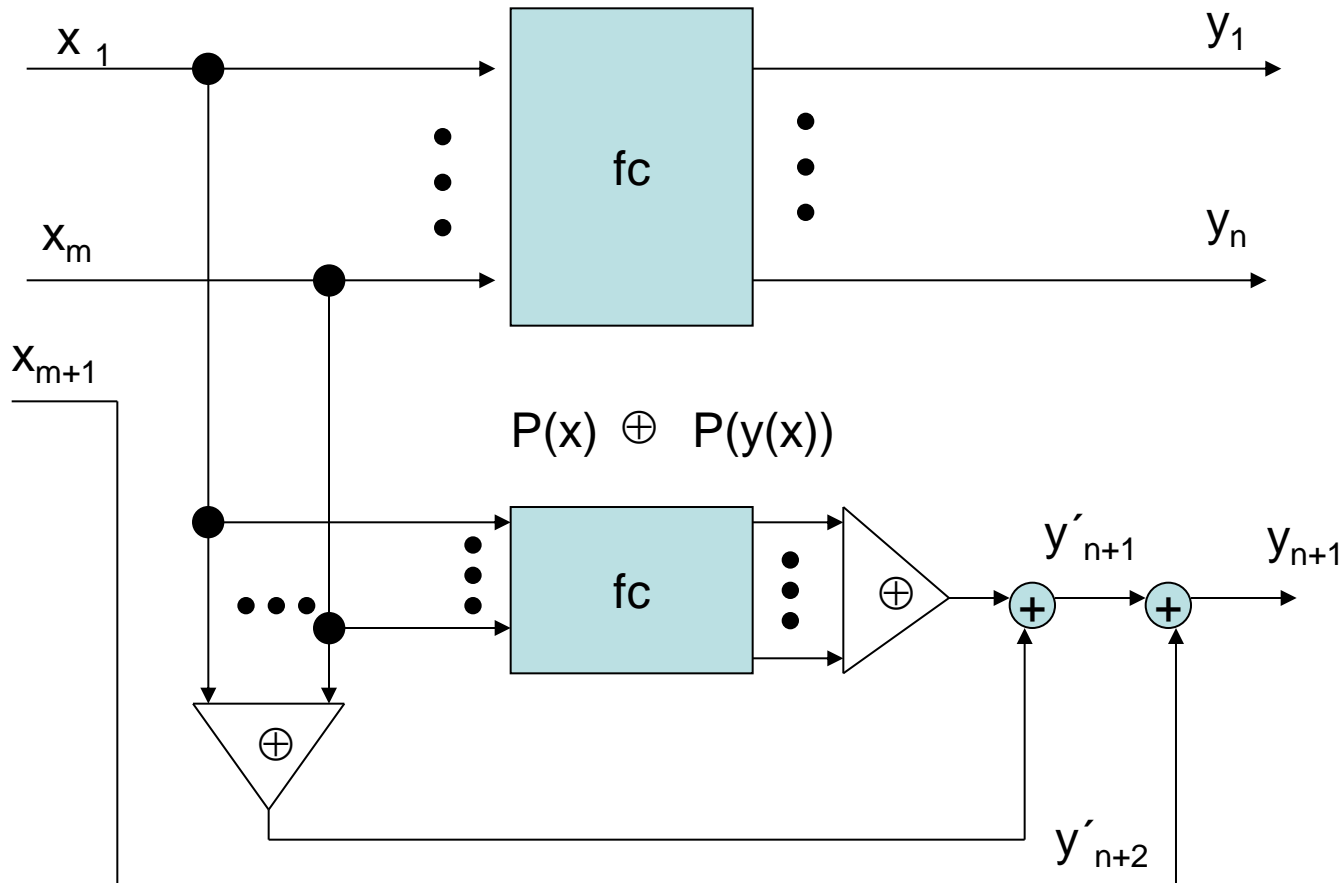 x 1
y1
fc
xm
yn
xm+1
P(x) ⊕ P(y(x))
y´n+1
yn+1
fc
⊕
+
+
⊕
y´n+2